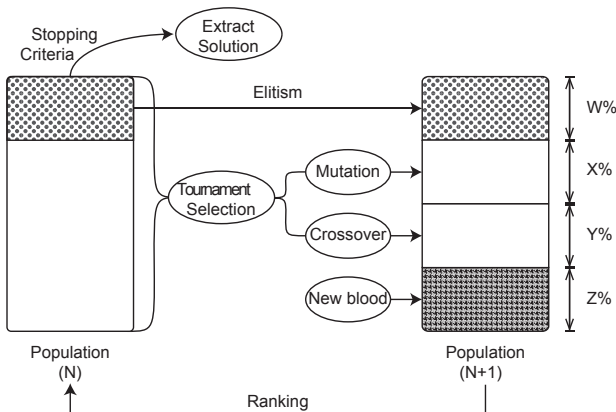 Stopping
Criteria
Extract
Solution
Elitism
W%
Tournament
Selection
Mutation
X%
Crossover
Y%
New blood
Z%
Population
(N)
Population
(N+1)
Ranking